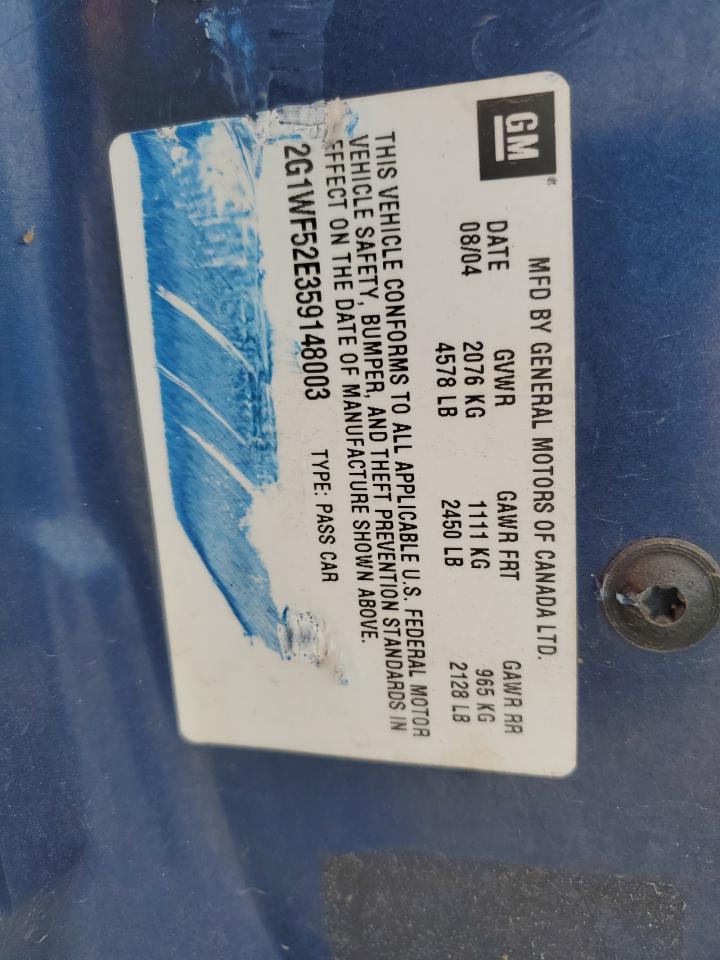 GM
®
MFD BY GENERAL MOTORS OF CANADA LTD.
DATE GVWR GAWR FRT GAWR RR
08/04 2076 KG 1111 KG 965 KG
4578 LB 2450 LB 2128 LB
THIS VEHICLE CONFORMS TO ALL APPLICABLE U.S. FEDERAL MOTOR
VEHICLE SAFETY, BUMPER, AND THEFT PREVENTION STANDARDS IN
EFFECT ON THE DATE OF MANUFACTURE SHOWN ABOVE.
2G1WF52E359148003 TYPE: PASS CAR